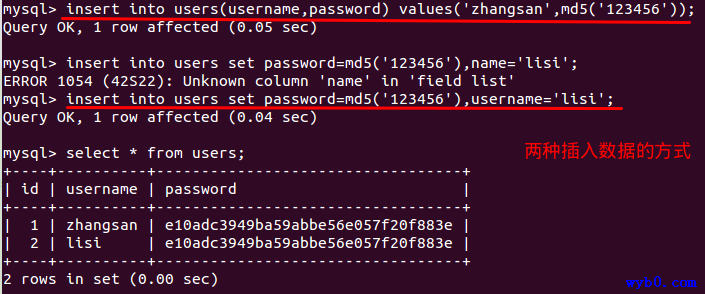 mysql> insert into users(username,password) values('zhangsan',md5('123456'));
Query OK, 1 row affected (0.05 sec)
mysql> insert into users set password=md5('123456'),name='lisi';
ERROR 1054 (42S22): Unknown column 'name' in 'field list'
mysql> insert into users set password=md5('123456'),username='lisi';
Query OK, 1 row affected (0.04 sec)
mysql> select * from users;
两种插入数据的方式
+----+----------+----------------------------------+
| id | username | password                         |
+----+----------+----------------------------------+
|  1 | zhangsan | e10adc3949ba59abbe56e057f20f883e |
|  2 | lisi     | e10adc3949ba59abbe56e057f20f883e |
+----+----------+----------------------------------+
2 rows in set (0.00 sec)
wyb0.com